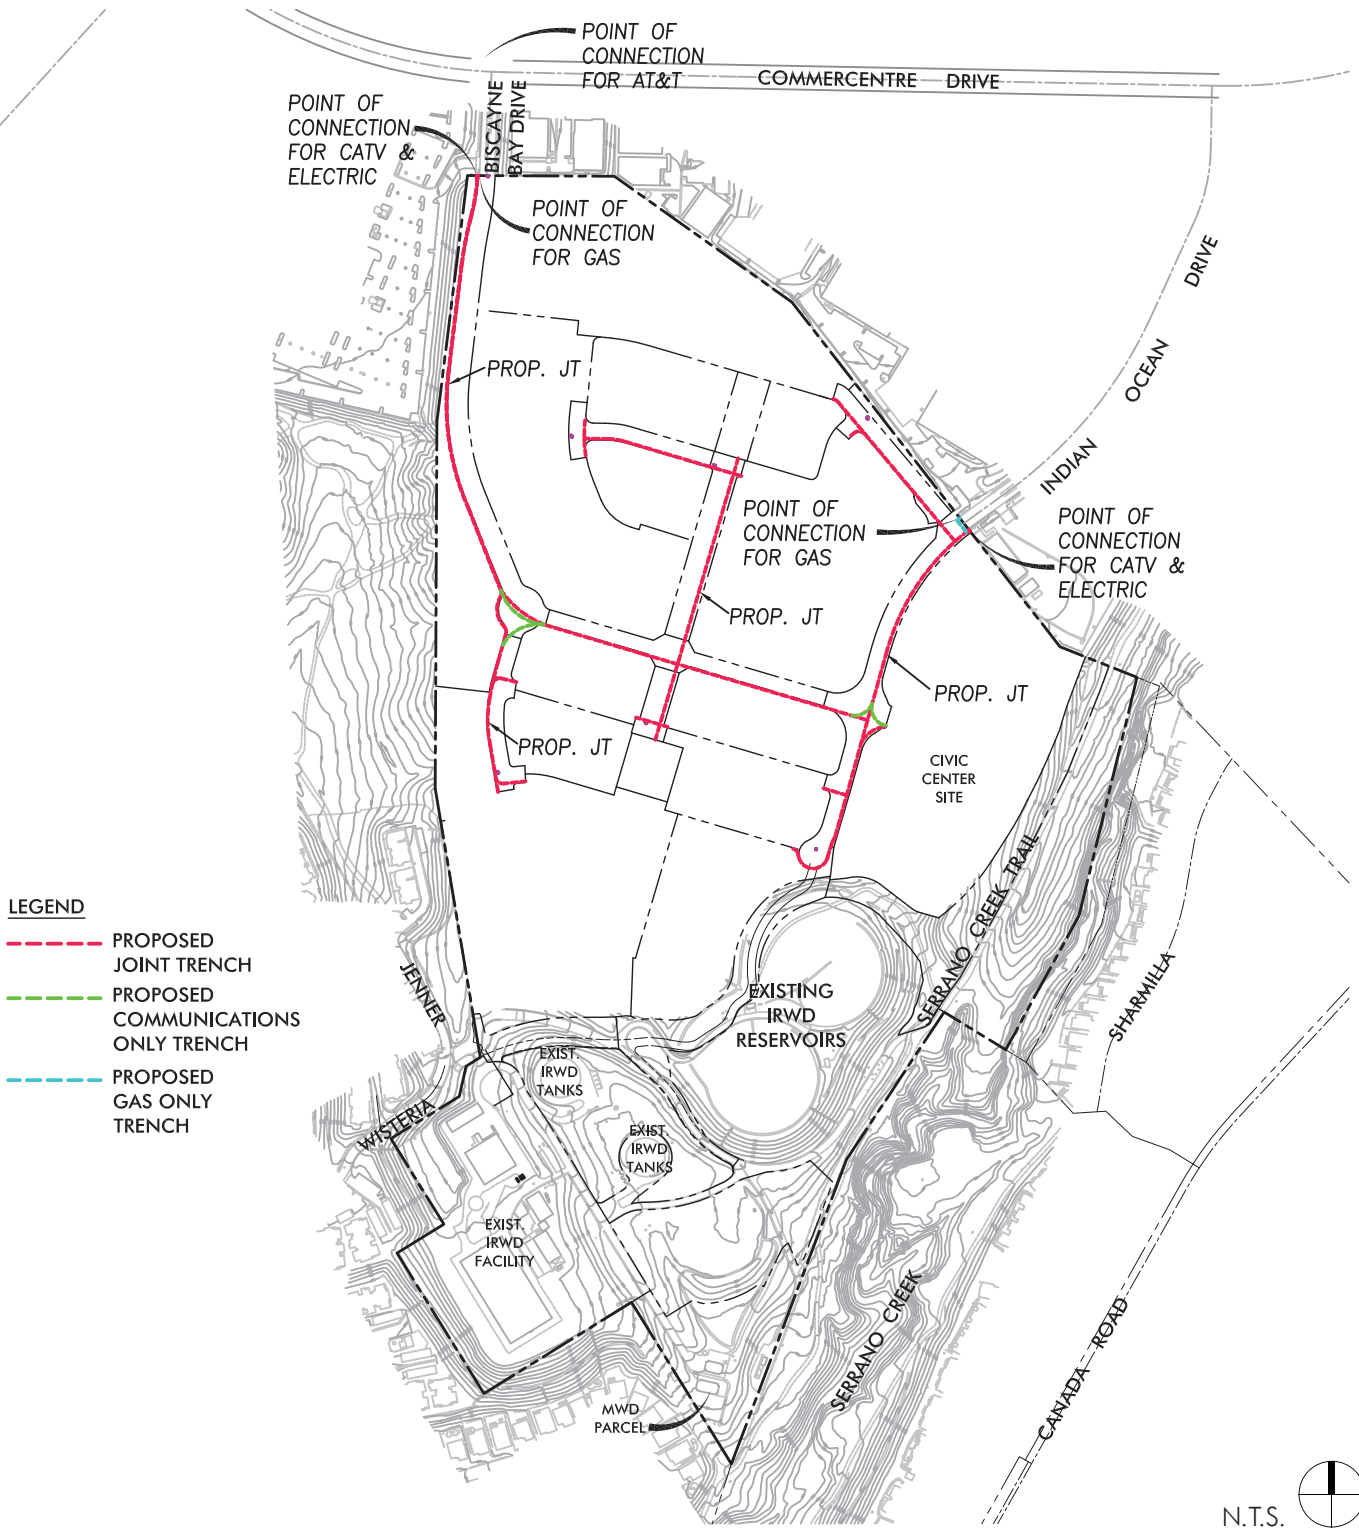 POINT OF
CONNECTION
FOR AT&T
COMMERCENTRE DRIVE
POINT OF
CONNECTION
FOR CATV &
ELECTRIC
BISCAYNE
BAY DRIVE
POINT OF
CONNECTION
FOR GAS
INDIAN OCEAN DRIVE
PROP. JT
POINT OF
CONNECTION
FOR GAS
POINT OF
CONNECTION
FOR CATV &
ELECTRIC
PROP. JT
PROP. JT
PROP. JT
CIVIC
CENTER
SITE
SERRANO CREEK TRAIL
LEGEND
PROPOSED
JOINT TRENCH
PROPOSED
COMMUNICATIONS
ONLY TRENCH
PROPOSED
GAS ONLY
TRENCH
JENNER
EXISTING
IRWD
RESERVOIRS
SHARMILLA
EXIST.
IRWD
TANKS
WISTERIA
EXIST.
IRWD
TANKS
EXIST.
IRWD
FACILITY
SERRANO CREEK
CANADA ROAD
MWD
PARCEL
N.T.S.